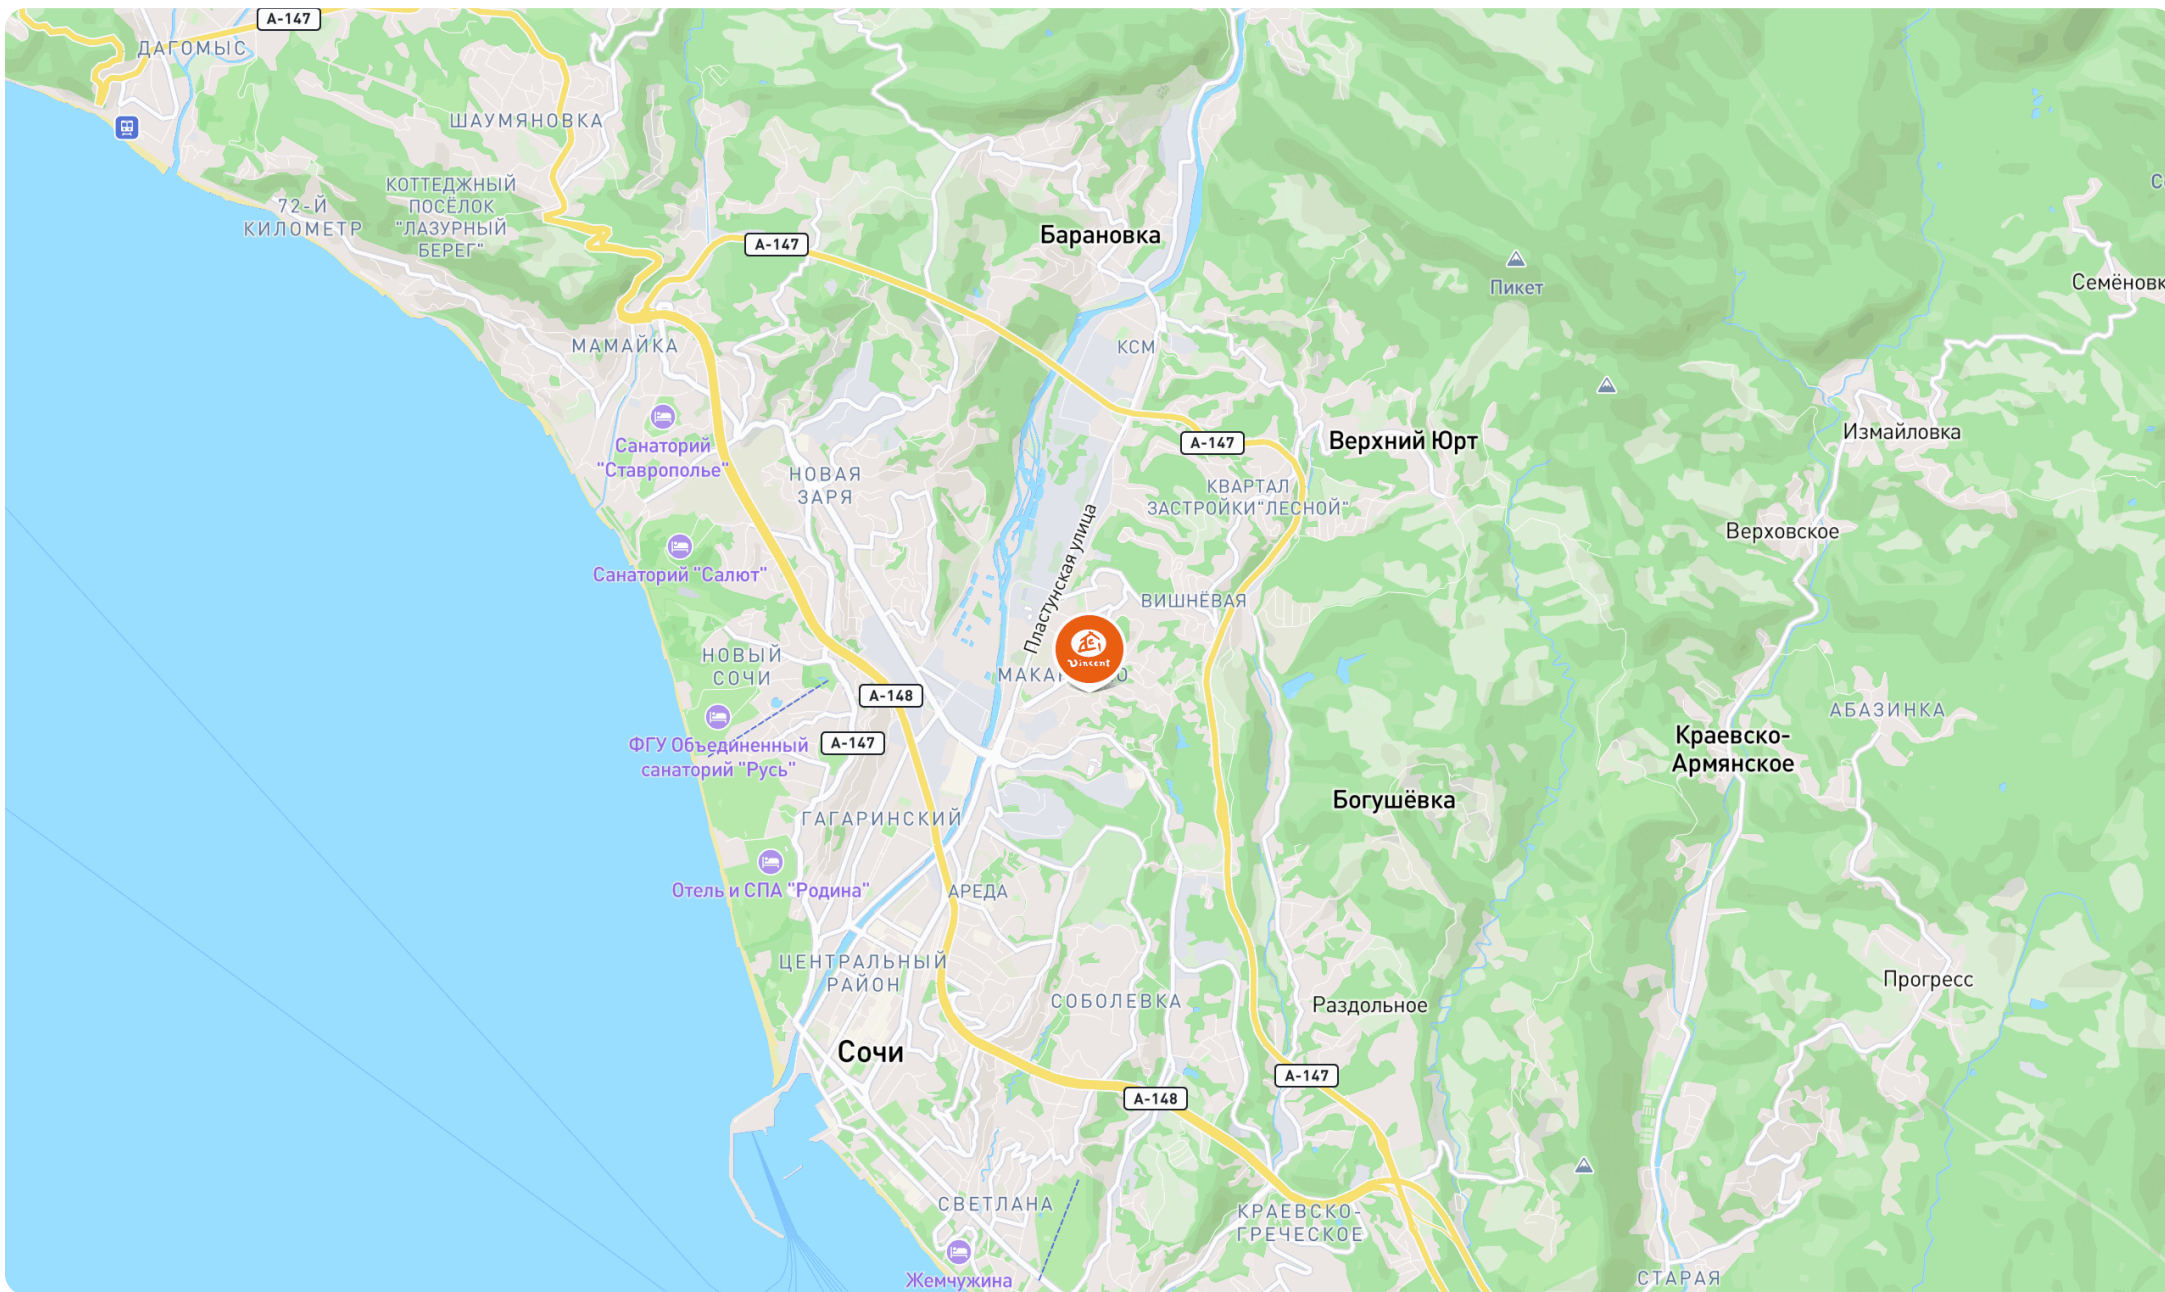 А-147
ДАГОМЫС
ШАУМЯНОВКА
КОТТЕДЖНЫЙ
ПОСЁЛОК
"ЛАЗУРНЫЙ
БЕРЕГ"
72-Й
КИЛОМЕТР
А-147
Барановка
Пикет
Семёновк
МАМАЙКА
КСМ
Санаторий
"Ставрополье"
НОВАЯ
ЗАРЯ
А-147
Верхний Юрт
Измайловка
КВАРТАЛ
ЗАСТРОЙКИ"ЛЕСНОЙ"
Верховское
Пластунская улица
Санаторий "Салют"
ВИШНЁВАЯ
Vincent
НОВЫЙ
СОЧИ
МАКА
О
А-148
А-147
ФГУ Объединенный
санаторий "Русь"
АБАЗИНКА
Краевско-
Армянское
Богушёвка
ГАГАРИНСКИЙ
Отель и СПА "Родина"
АРЕДА
ЦЕНТРАЛЬНЫЙ
РАЙОН
СОБОЛЕВКА
Раздольное
Прогресс
Сочи
А-147
А-148
СВЕТЛАНА
КРАЕВСКО-
ГРЕЧЕСКОЕ
Жемчужина
СТАРАЯ